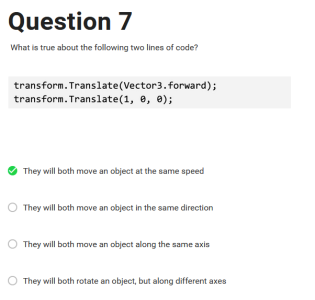 Question 7
What is true about the following two lines of code?
transform.Translate(Vector3.forward);
transform.Translate(1, 0, 0);
They will both move an object at the same speed
They will both move an object in the same direction
They will both move an object along the same axis
They will both rotate an object, but along different axes